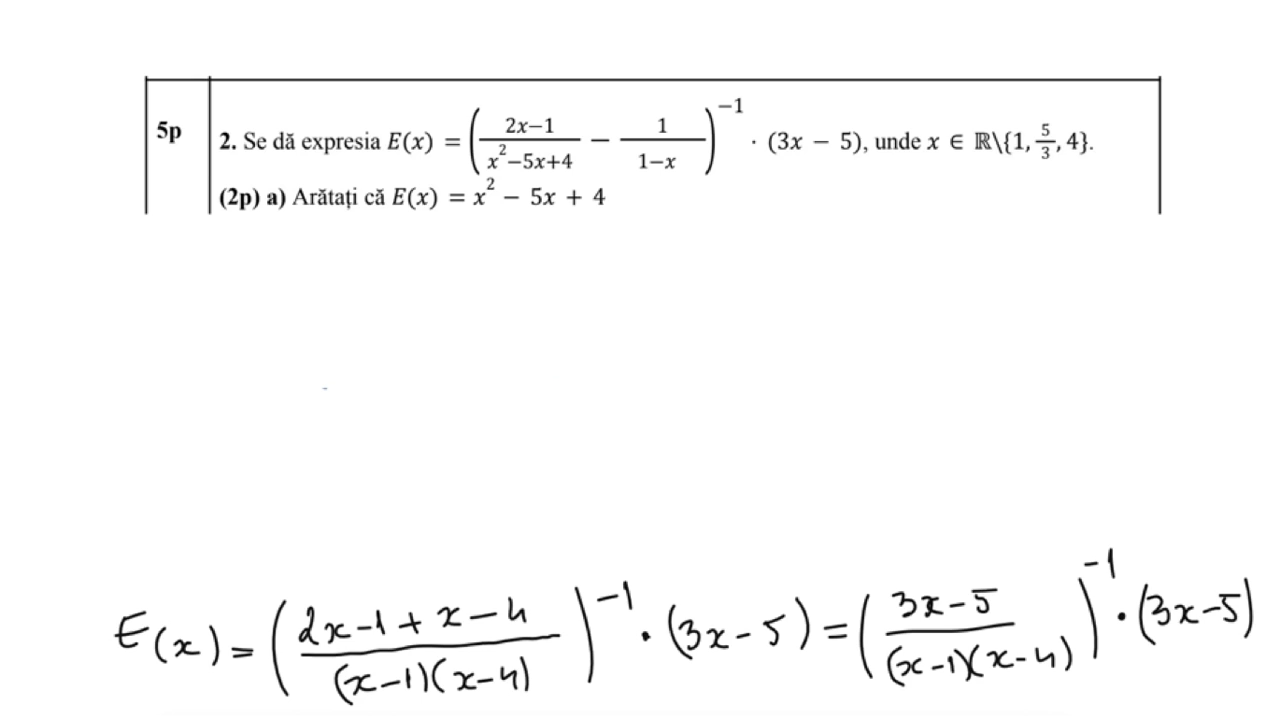 5p
2. Se dă expresia E(x) = ((2x−1)/(x²−5x+4) − 1/(1−x))⁻¹ · (3x − 5), unde x ∈ ℝ\{1, 5/3, 4}.
(2p) a) Arătați că E(x) = x² − 5x + 4
E(x) = ((2x−1+x−4)/((x−1)(x−4)))⁻¹ · (3x−5) = ((3x−5)/((x−1)(x−4)))⁻¹ · (3x−5)